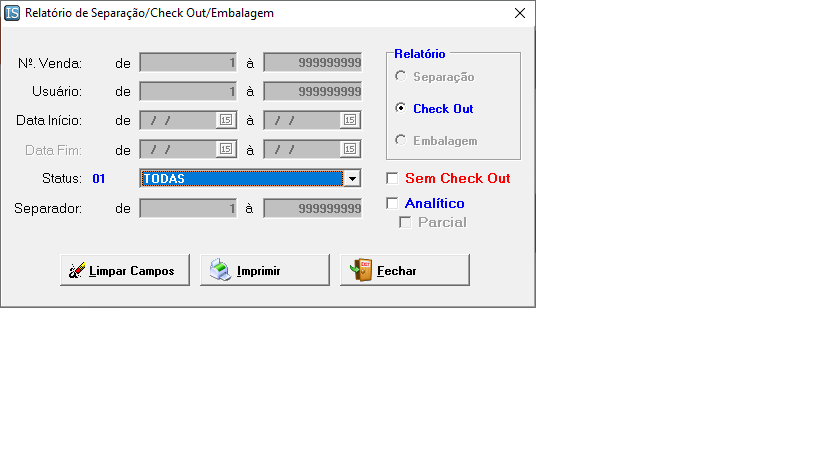 IS Relatório de Separação/Check Out/Embalagem
Nº. Venda: de 1 à 999999999
Usuário: de 1 à 999999999
Data Início: de / / 15 à / / 15
Data Fim: de / / 15 à / / 15
Status: 01 TODAS
Separador: de 1 à 999999999
Relatório
Separação
Check Out
Embalagem
Sem Check Out
Analítico
Parcial
Limpar Campos
Imprimir
Fechar